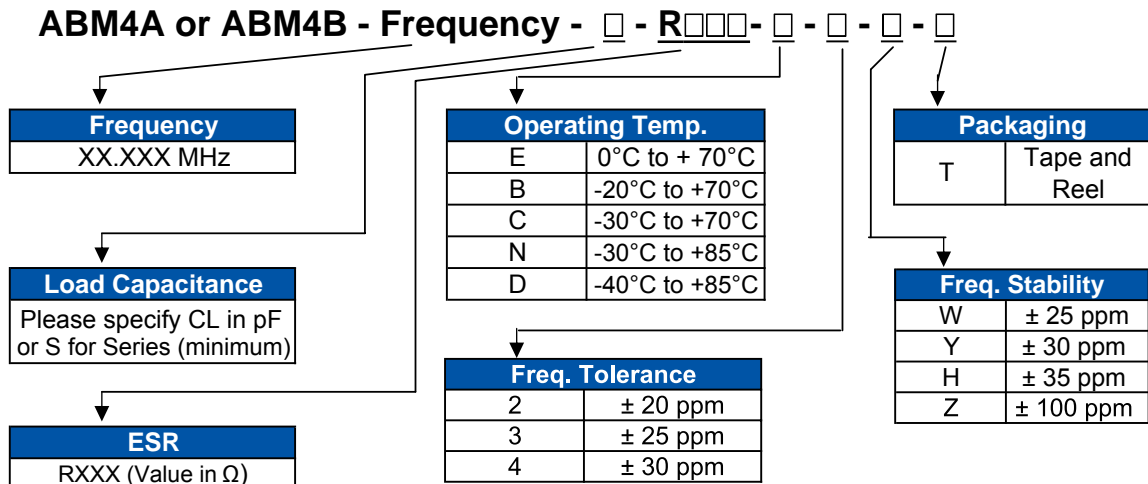 ABM4A or ABM4B - Frequency - □ - R□□□- □ - □ - □ - □
Frequency
XX.XXX MHz
Load Capacitance
Please specify CL in pF
or S for Series (minimum)
ESR
RXXX (Value in Ω)
Operating Temp.
E 0°C to + 70°C
B -20°C to +70°C
C -30°C to +70°C
N -30°C to +85°C
D -40°C to +85°C
Freq. Tolerance
2 ± 20 ppm
3 ± 25 ppm
4 ± 30 ppm
Packaging
T Tape and
Reel
Freq. Stability
W ± 25 ppm
Y ± 30 ppm
H ± 35 ppm
Z ± 100 ppm